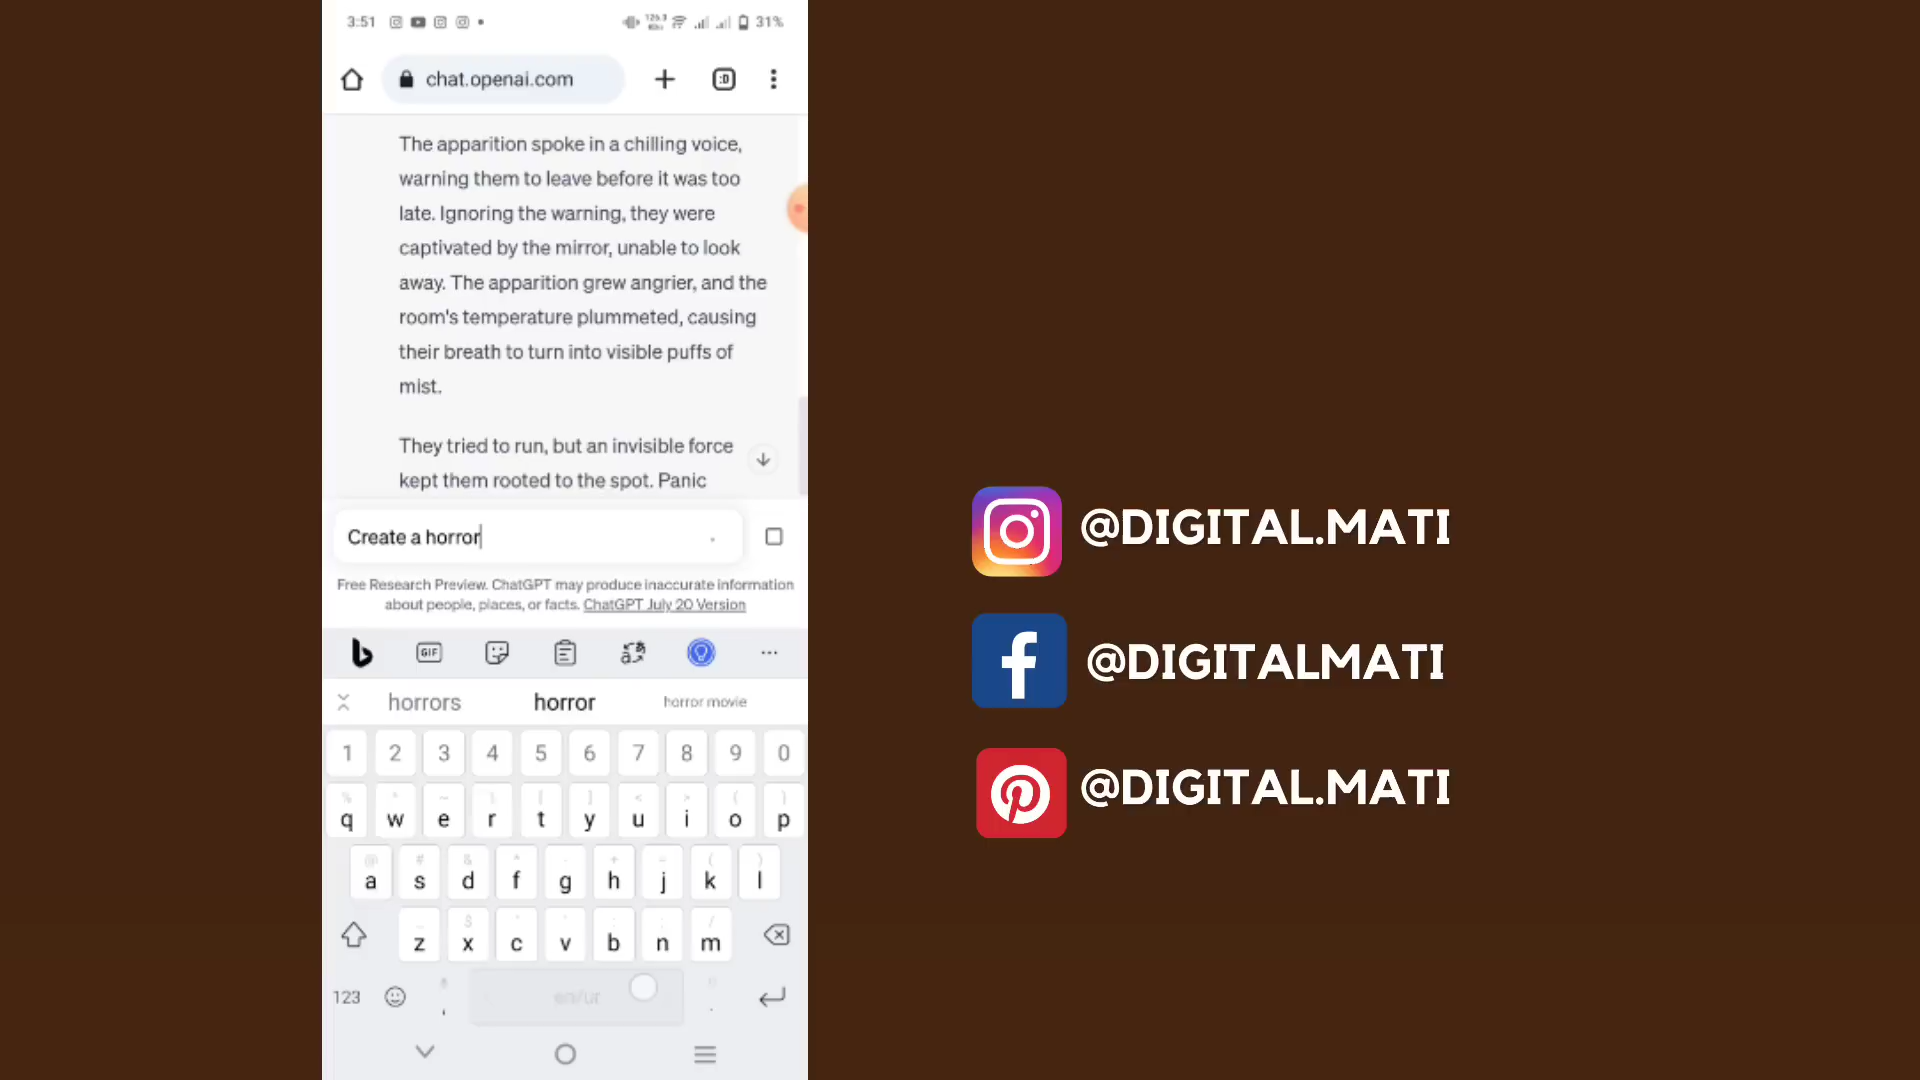 3:51
126.3
31%
chat.openai.com
:D
The apparition spoke in a chilling voice,
warning them to leave before it was too
late. Ignoring the warning, they were
captivated by the mirror, unable to look
away. The apparition grew angrier, and the
room's temperature plummeted, causing
their breath to turn into visible puffs of
mist.
They tried to run, but an invisible force
kept them rooted to the spot. Panic
Create a horror
Free Research Preview. ChatGPT may produce inaccurate information
about people, places, or facts. ChatGPT July 20 Version
GIF
horrors horror horror movie
1 2 3 4 5 6 7 8 9 0
q w e r t y u i o p
a s d f g h j k l
z x c v b n m
123 en/ur
@DIGITAL.MATI
@DIGITALMATI
@DIGITAL.MATI